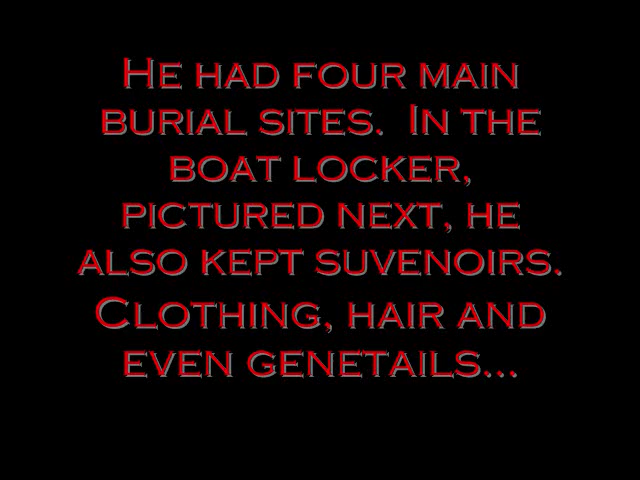 He had four main
burial sites.  In the
boat locker,
pictured next, he
also kept suvenoirs.
Clothing, hair and
even genetails...